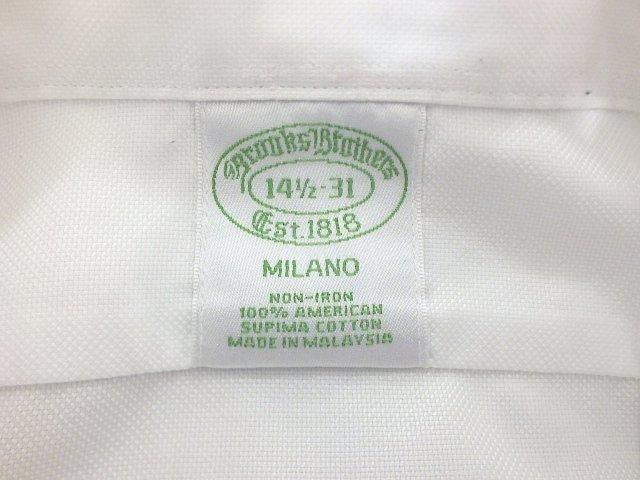 Brooks Brothers
14½-31
Est. 1818
MILANO
NON-IRON
100% AMERICAN
SUPIMA COTTON
MADE IN MALAYSIA